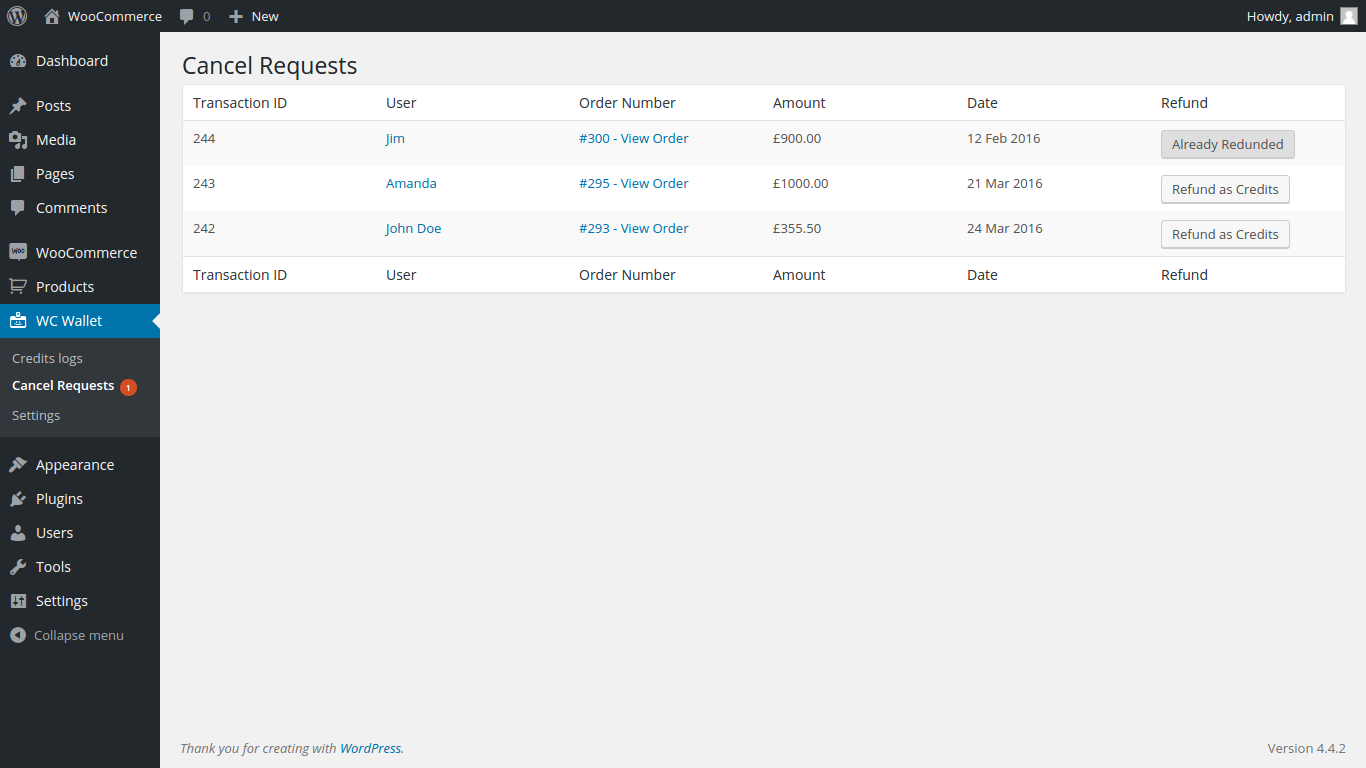 WooCommerce 0 New Howdy, admin
Dashboard
Posts
Media
Pages
Comments
WooCommerce
Products
WC Wallet
Credits logs
Cancel Requests 1
Settings
Appearance
Plugins
Users
Tools
Settings
Collapse menu
Cancel Requests
Transaction ID User Order Number Amount Date Refund
244 Jim #300 - View Order £900.00 12 Feb 2016 Already Redunded
243 Amanda #295 - View Order £1000.00 21 Mar 2016 Refund as Credits
242 John Doe #293 - View Order £355.50 24 Mar 2016 Refund as Credits
Transaction ID User Order Number Amount Date Refund
Thank you for creating with WordPress. Version 4.4.2